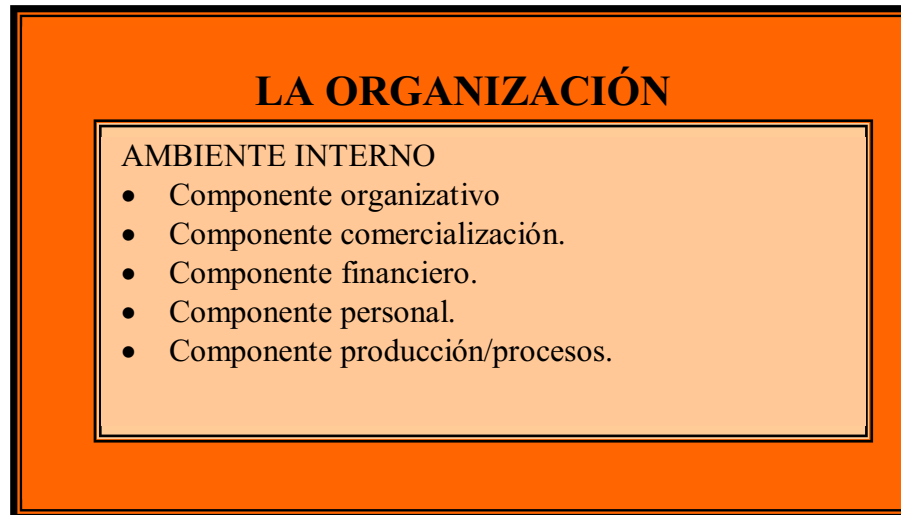 LA ORGANIZACIÓN
AMBIENTE INTERNO
• Componente organizativo
• Componente comercialización.
• Componente financiero.
• Componente personal.
• Componente producción/procesos.